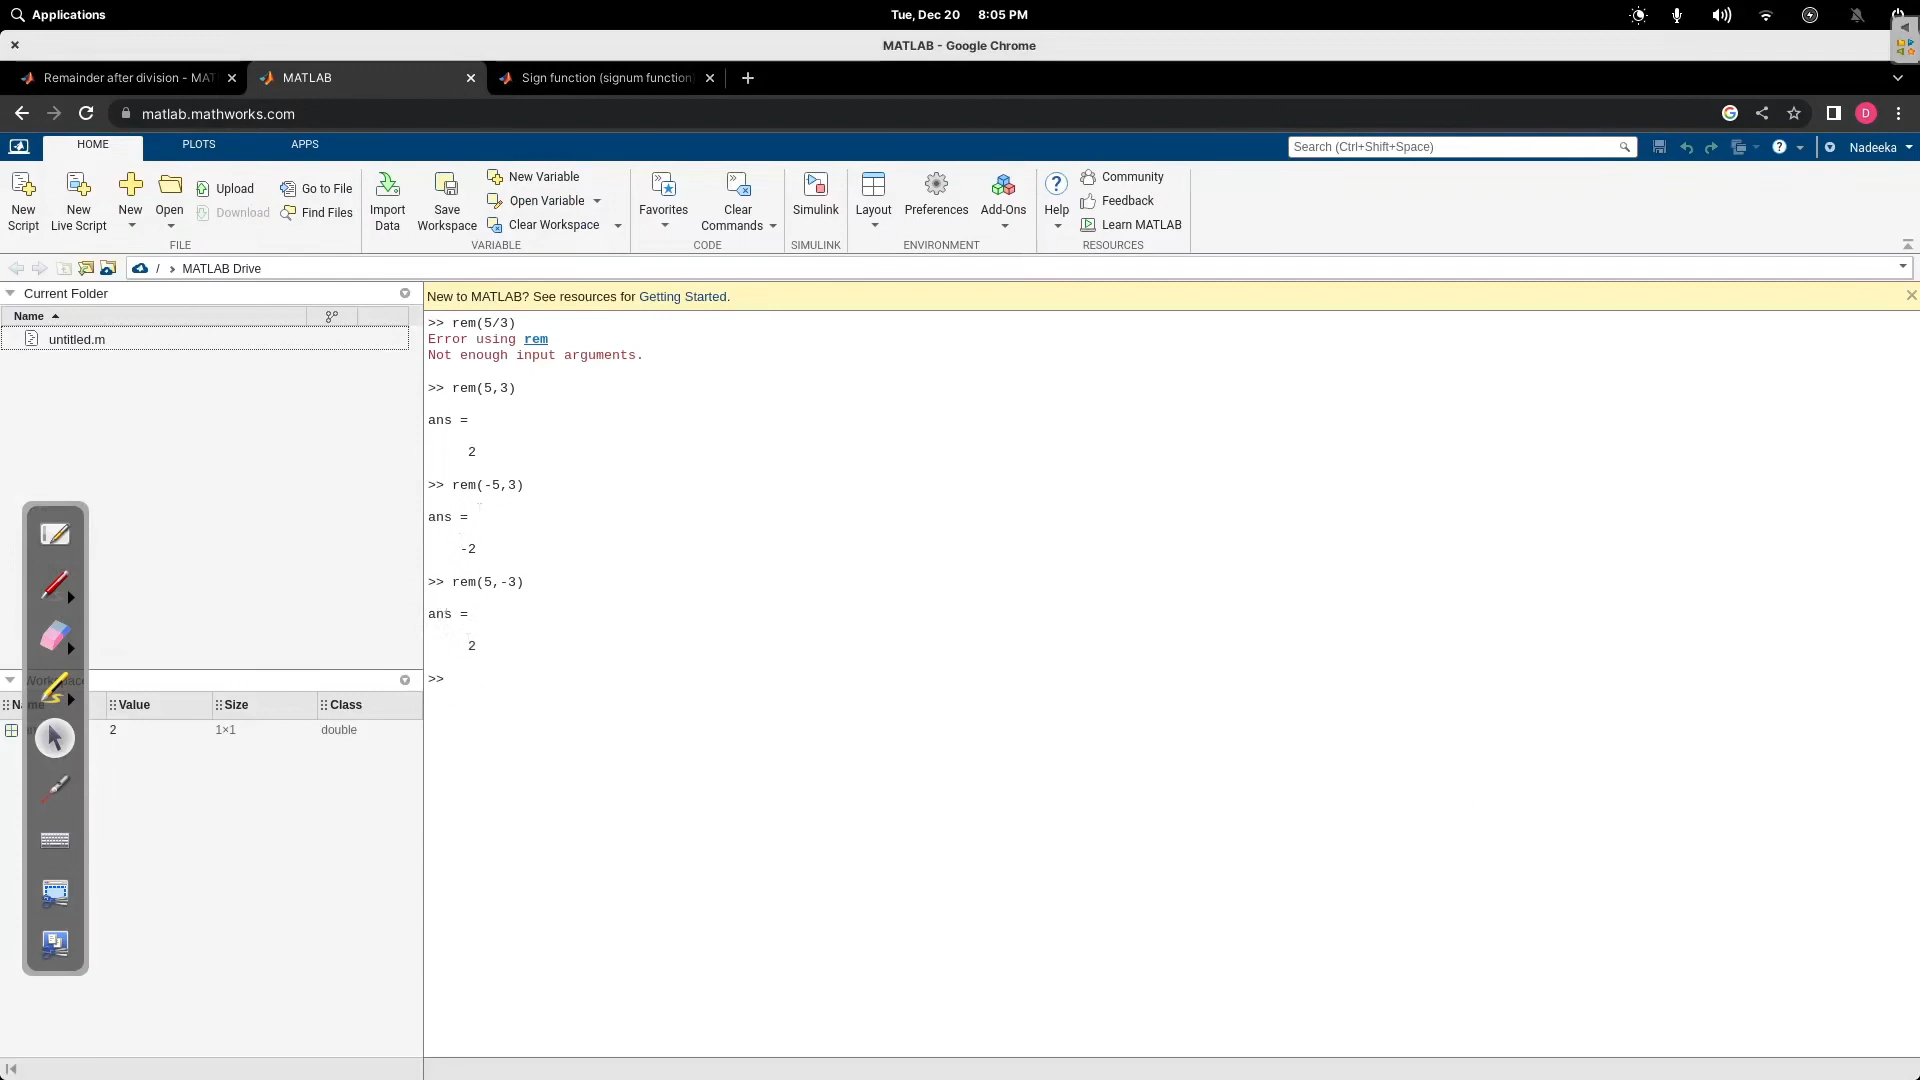 Applications
Tue, Dec 20 8:05 PM
MATLAB - Google Chrome
Remainder after division - MAT
MATLAB
Sign function (signum function)
matlab.mathworks.com
D
HOME
PLOTS
APPS
Search (Ctrl+Shift+Space)
Nadeeka
New Script
New Live Script
New
Open
Upload
Download
Go to File
Find Files
FILE
Import Data
Save Workspace
New Variable
Open Variable
Clear Workspace
VARIABLE
Favorites
Clear Commands
CODE
Simulink
SIMULINK
Layout
Preferences
Add-Ons
ENVIRONMENT
Help
Community
Feedback
Learn MATLAB
RESOURCES
/ > MATLAB Drive
Current Folder
Name
untitled.m
New to MATLAB? See resources for Getting Started.
>> rem(5/3)
Error using rem
Not enough input arguments.
>> rem(5,3)
ans =
2
>> rem(-5,3)
ans =
-2
>> rem(5,-3)
ans =
2
>>
Workspace
Name
Value
Size
Class
2
1×1
double